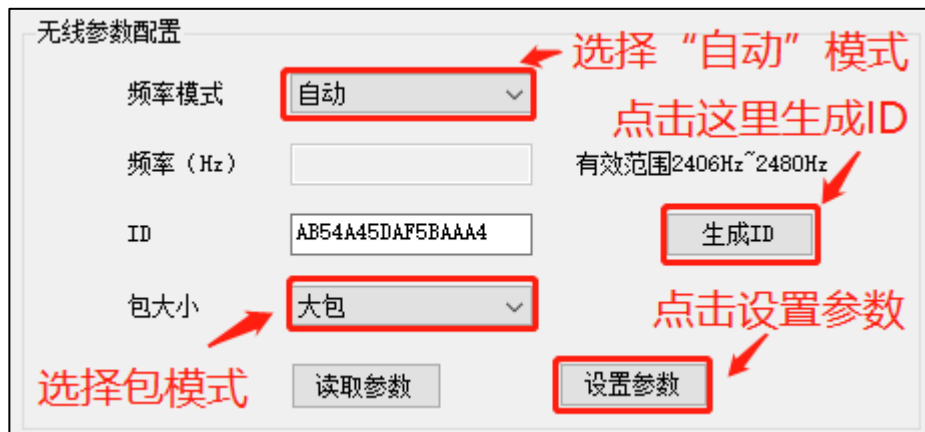 无线参数配置
选择“自动”模式
频率模式
自动
点击这里生成ID
频率（Hz）
有效范围2406Hz~2480Hz
ID
AB54A45DAF5BAAA4
生成ID
包大小
大包
点击设置参数
选择包模式
读取参数
设置参数